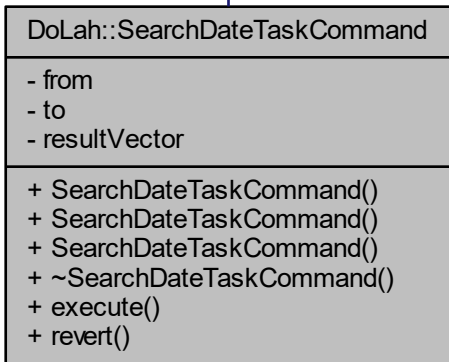 DoLah::SearchDateTaskCommand
- from
- to
- resultVector
+ SearchDateTaskCommand()
+ SearchDateTaskCommand()
+ SearchDateTaskCommand()
+ ~SearchDateTaskCommand()
+ execute()
+ revert()